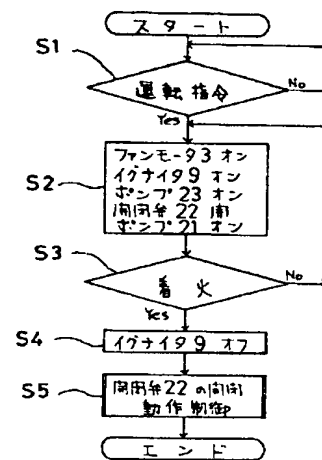 スタート
S1
運転指令
No
Yes
S2
ファンモータ3 オン
イグナイタ9 オン
ポンプ23 オン
開閉弁22 開
ポンプ21 オン
S3
着火
No
Yes
S4
イグナイタ9 オフ
S5
開閉弁22の開閉
動作制御
エンド